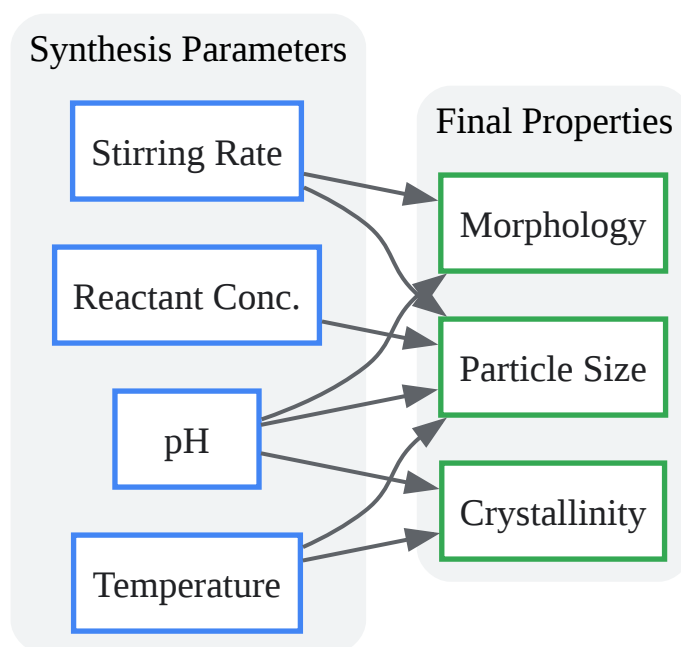 Synthesis Parameters
Stirring Rate
Reactant Conc.
pH
Temperature
Final Properties
Morphology
Particle Size
Crystallinity